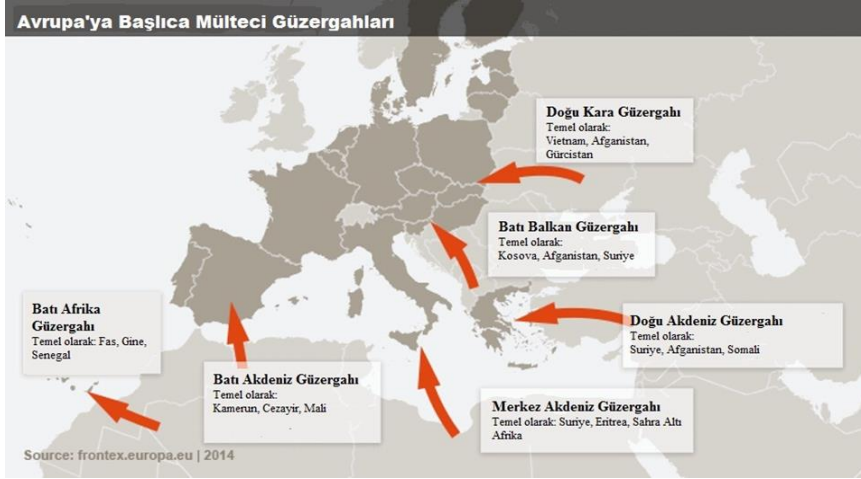 Avrupa'ya Başlıca Mülteci Güzergahları
Doğu Kara Güzergahı
Temel olarak:
Vietnam, Afganistan,
Gürcistan
Batı Balkan Güzergahı
Temel olarak:
Kosova, Afganistan, Suriye
Batı Afrika
Güzergahı
Temel olarak: Fas, Gine,
Senegal
Doğu Akdeniz Güzergahı
Temel olarak:
Suriye, Afganistan, Somali
Batı Akdeniz Güzergahı
Temel olarak:
Kamerun, Cezayir, Mali
Merkez Akdeniz Güzergahı
Temel olarak: Suriye, Eritrea, Sahra Altı
Afrika
Source: frontex.europa.eu | 2014